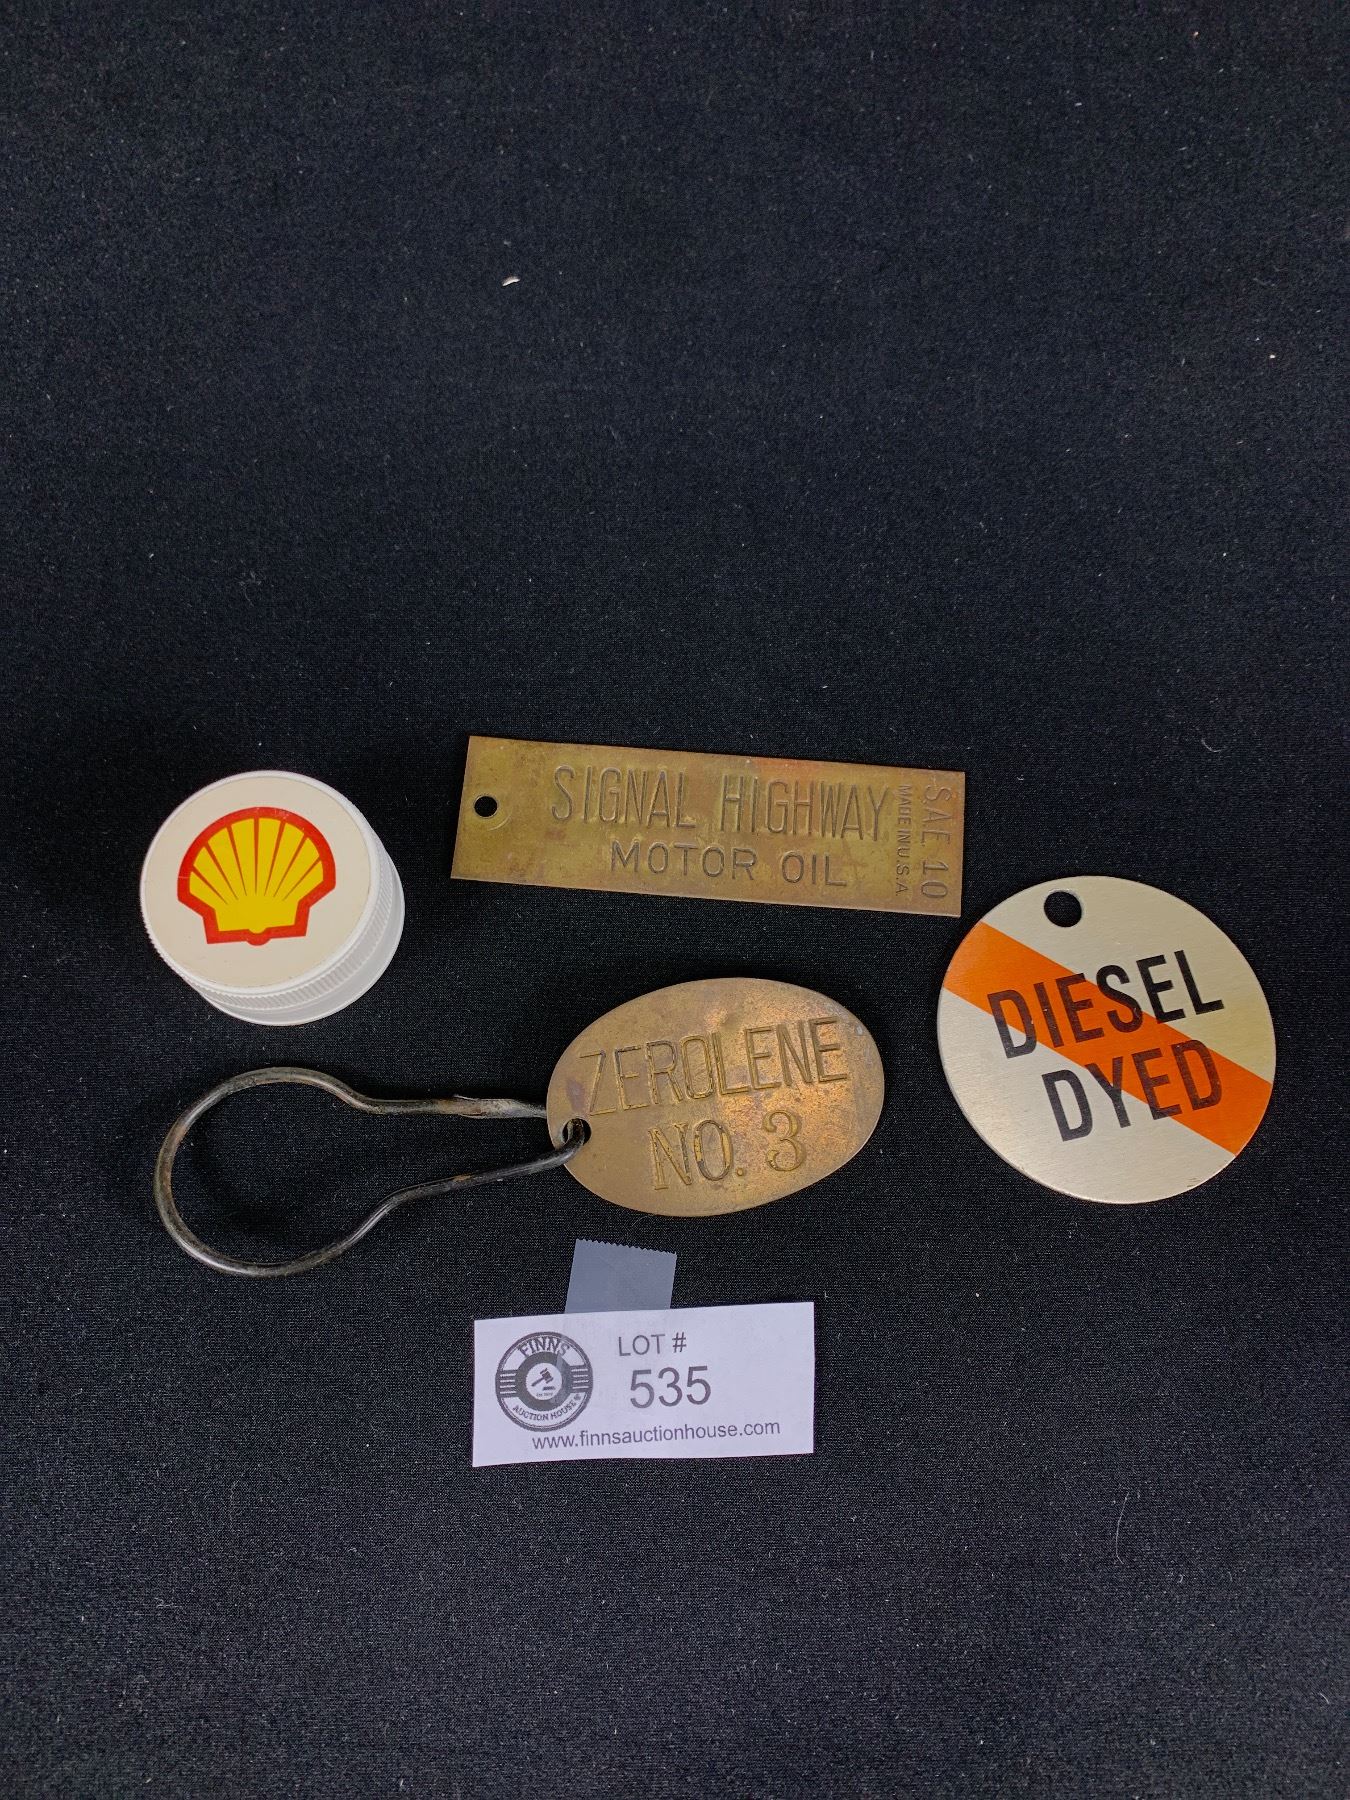 SIGNAL HIGHWAY
MOTOR OIL
MADE IN U.S.A.
S.A.E. 10
DIESEL
DYED
ZEROLENE
NO. 3
FINNS
AUCTION HOUSE
LOT #
535
www.finnsauctionhouse.com